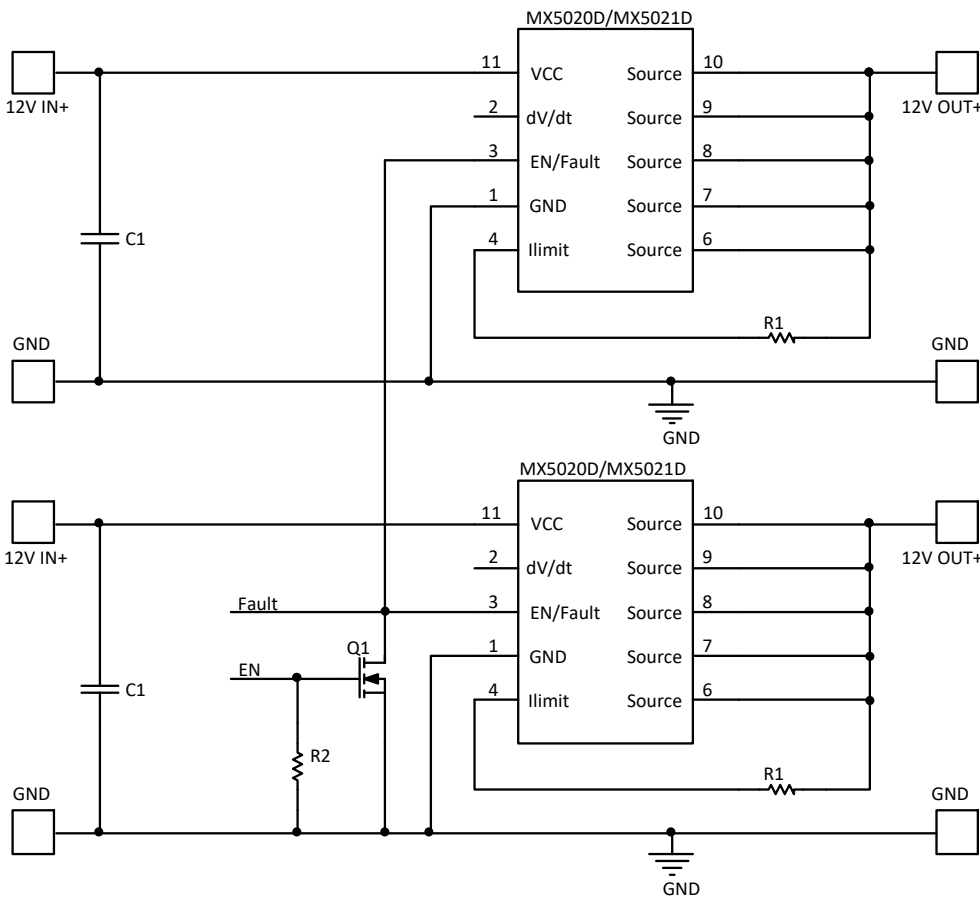 MX5020D/MX5021D
12V IN+
11 VCC Source 10
12V OUT+
2 dV/dt Source 9
3 EN/Fault Source 8
1 GND Source 7
C1
4 Ilimit Source 6
R1
GND
GND
GND
MX5020D/MX5021D
12V IN+
11 VCC Source 10
12V OUT+
2 dV/dt Source 9
Fault
3 EN/Fault Source 8
Q1
1 GND Source 7
EN
C1
4 Ilimit Source 6
R2
R1
GND
GND
GND